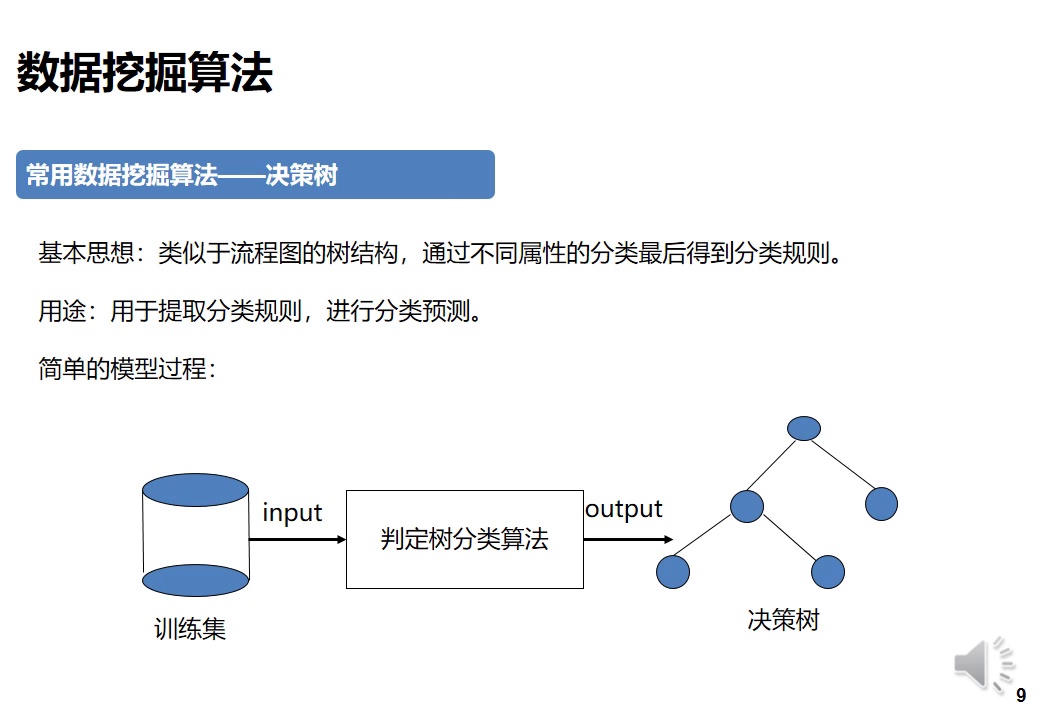 数据挖掘算法
常用数据挖掘算法——决策树
基本思想：类似于流程图的树结构，通过不同属性的分类最后得到分类规则。
用途：用于提取分类规则，进行分类预测。
简单的模型过程：
input
判定树分类算法
output
训练集
决策树
9